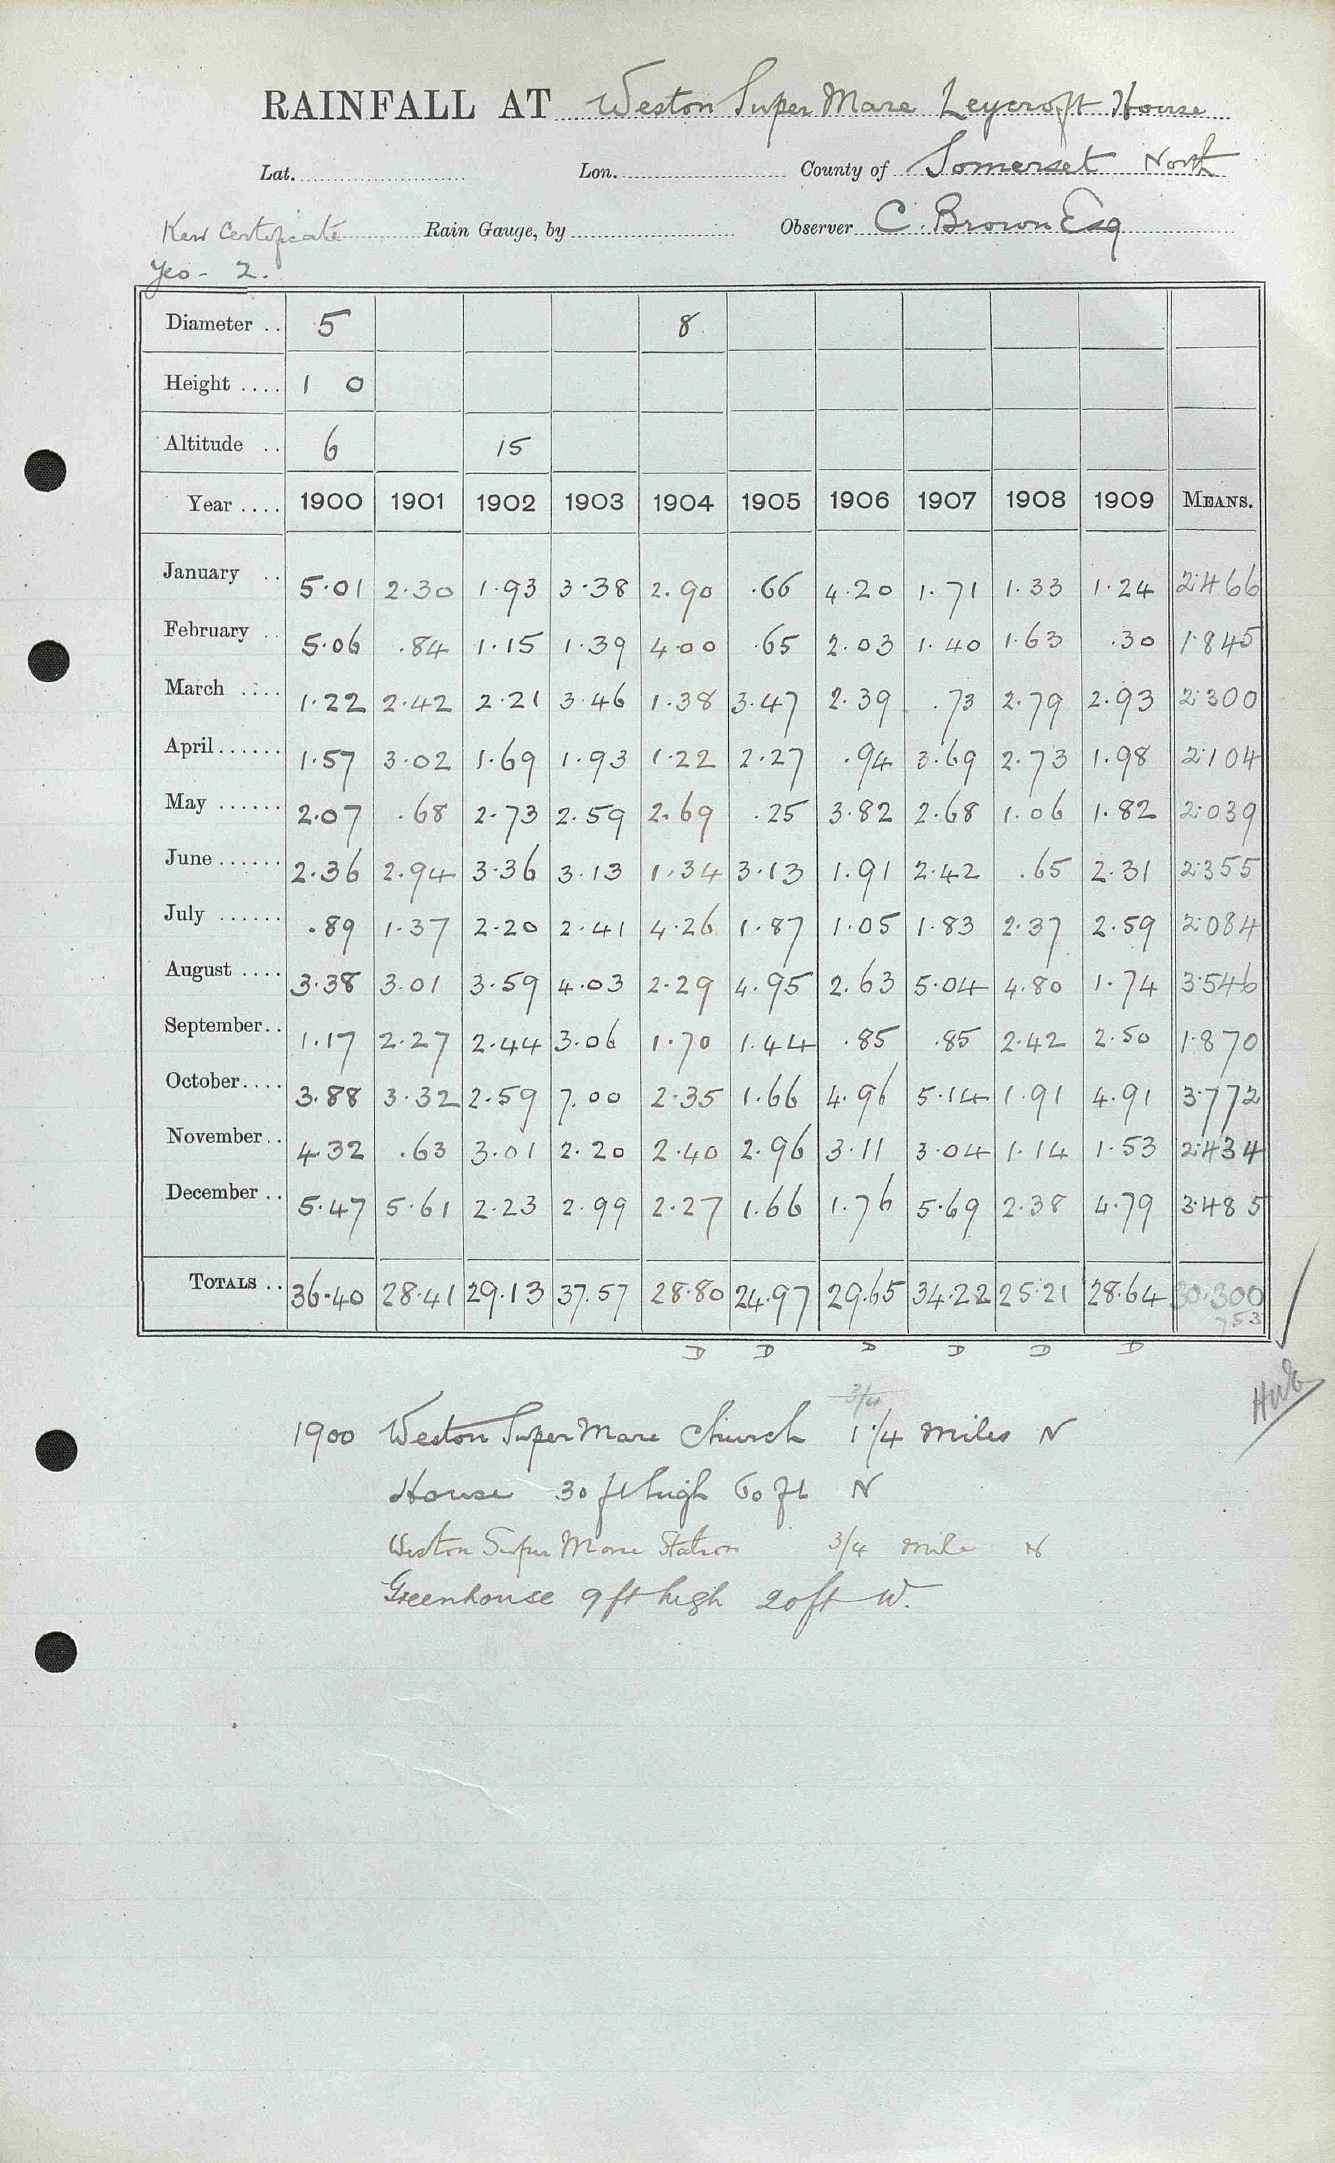 RAINFALL AT Weston Super Mare Leycroft House
Lat. Lon. County of Somerset North
Kew Certificate Rain Gauge, by Observer C. Brown Esq
Yeo - 2.
Diameter .. 5 8
Height .... 1 0
Altitude .. 6 15
Year .... 1900 1901 1902 1903 1904 1905 1906 1907 1908 1909 MEANS.
January .. 5.01 2.30 1.93 3.38 2.90 .66 4.20 1.71 1.33 1.24 2.466
February .. 5.06 .84 1.15 1.39 4.00 .65 2.03 1.40 1.63 .30 1.845
March .... 1.22 2.42 2.21 3.46 1.38 3.47 2.39 .73 2.79 2.93 2.300
April ...... 1.57 3.02 1.69 1.93 1.22 2.27 .94 3.69 2.73 1.98 2.104
May ...... 2.07 .68 2.73 2.59 2.69 .25 3.82 2.68 1.06 1.82 2.039
June ...... 2.36 2.94 3.36 3.13 1.34 3.13 1.91 2.42 .65 2.31 2.355
July ...... .89 1.37 2.20 2.41 4.26 1.87 1.05 1.83 2.37 2.59 2.084
August .... 3.38 3.01 3.59 4.03 2.29 4.95 2.63 5.04 4.80 1.74 3.546
September.. 1.17 2.27 2.44 3.06 1.70 1.44 .85 .85 2.42 2.50 1.870
October.... 3.88 3.32 2.59 7.00 2.35 1.66 4.96 5.14 1.91 4.91 3.772
November.. 4.32 .63 3.01 2.20 2.40 2.96 3.11 3.04 1.14 1.53 2.434
December .. 5.47 5.61 2.23 2.99 2.27 1.66 1.76 5.69 2.38 4.79 3.485
TOTALS .. 36.40 28.41 29.13 37.57 28.80 24.97 29.65 34.22 25.21 28.64 30.300
753
D D D D D D
3/4
1900 Weston Super Mare Church 1 1/4 miles N
House 30 ft high 60 ft N
Weston Super Mare Station 3/4 mile N
Greenhouse 9 ft high 20 ft W.